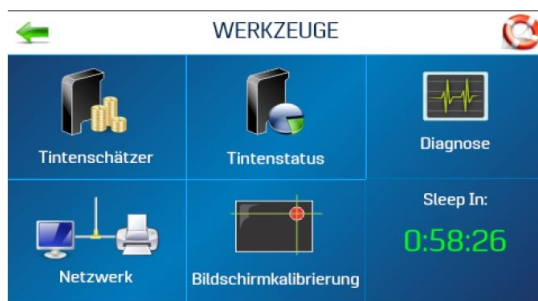 WERKZEUGE
Tintenschätzer
Tintenstatus
Diagnose
Netzwerk
Bildschirmkalibrierung
Sleep In:
0:58:26